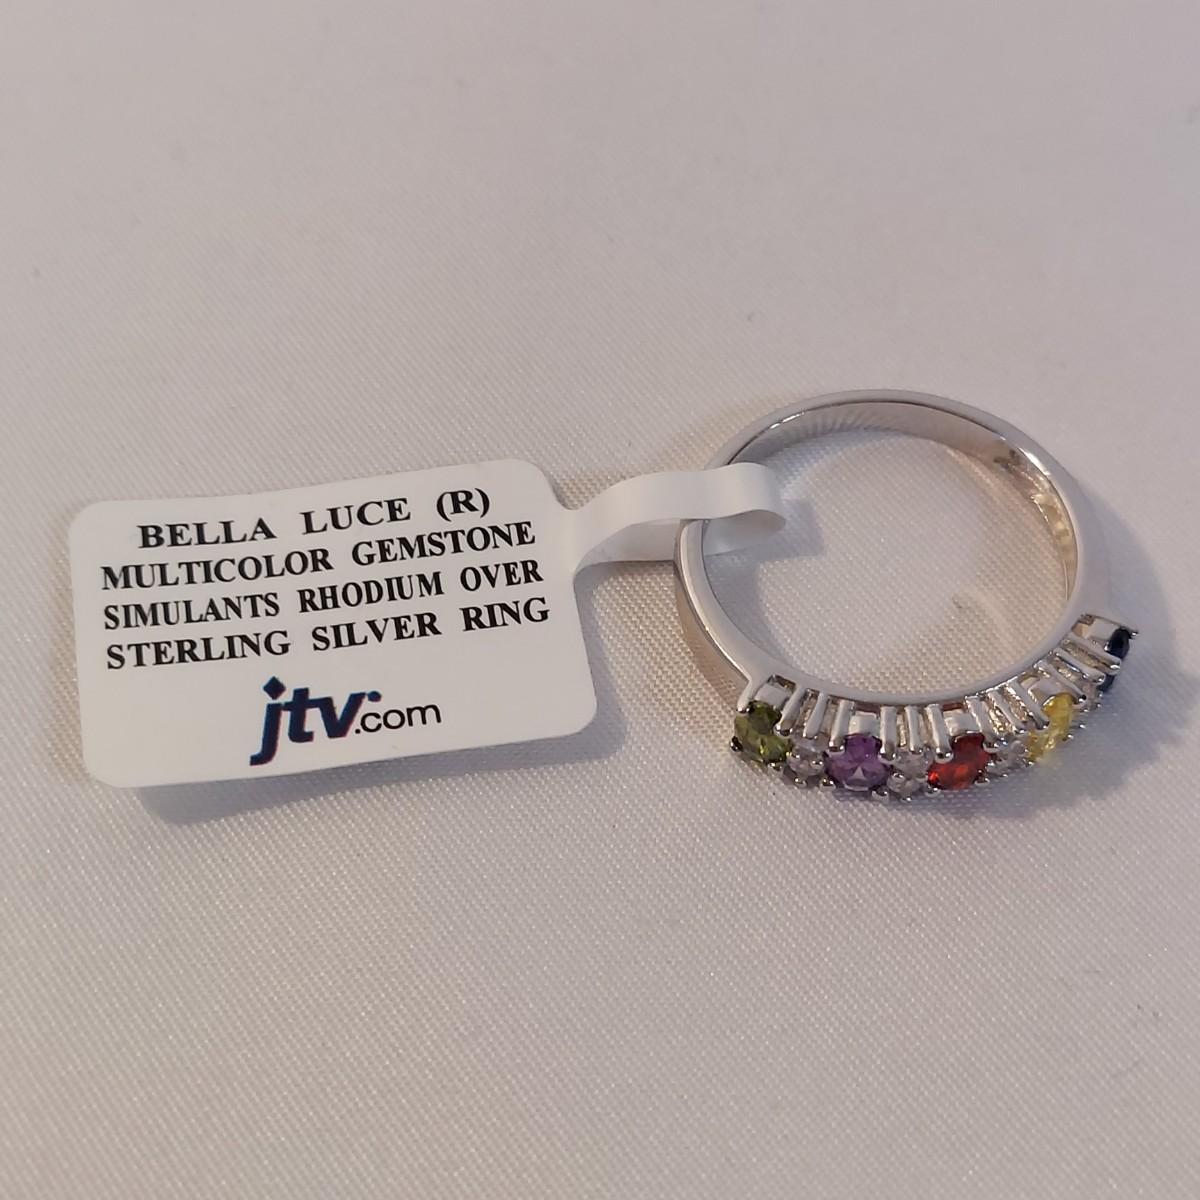 BELLA LUCE (R)
MULTICOLOR GEMSTONE
SIMULANTS RHODIUM OVER
STERLING SILVER RING
jtv.com